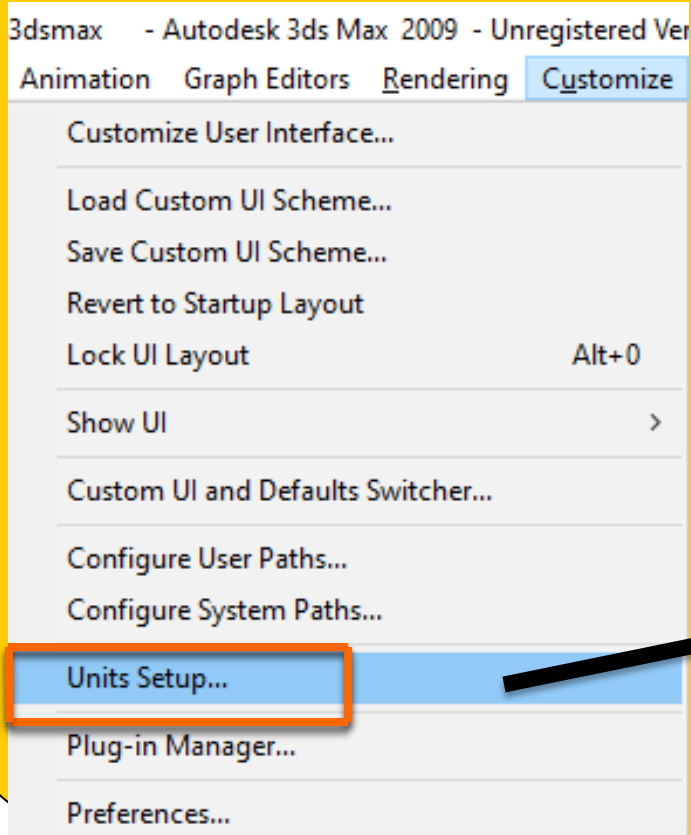 3dsmax - Autodesk 3ds Max 2009 - Unregistered Ver
Animation Graph Editors Rendering Customize
Customize User Interface...
Load Custom UI Scheme...
Save Custom UI Scheme...
Revert to Startup Layout
Lock UI Layout Alt+0
Show UI >
Custom UI and Defaults Switcher...
Configure User Paths...
Configure System Paths...
Units Setup...
Plug-in Manager...
Preferences...